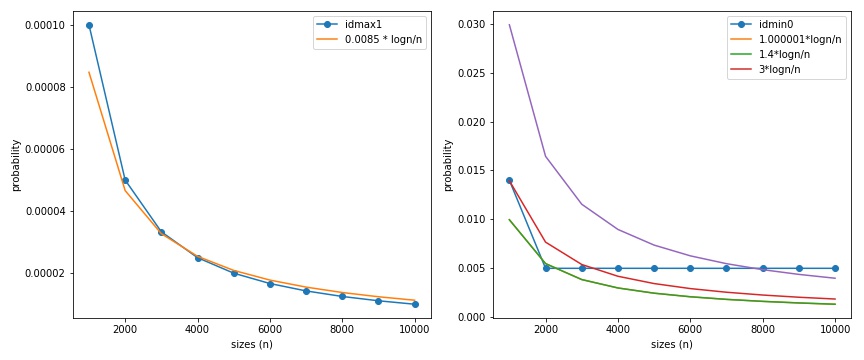 idmax1
0.0085 * logn/n
0.00010
0.00008
0.00006
0.00004
0.00002
probability
2000
4000
6000
8000
10000
sizes (n)
idmin0
1.000001*logn/n
1.4*logn/n
3*logn/n
0.030
0.025
0.020
0.015
0.010
0.005
0.000
probability
2000
4000
6000
8000
10000
sizes (n)